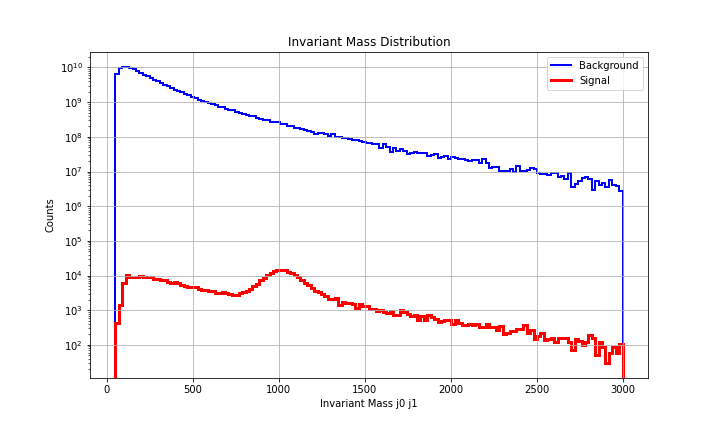 Invariant Mass Distribution
Background
Signal
Counts
10^10
10^9
10^8
10^7
10^6
10^5
10^4
10^3
10^2
0 500 1000 1500 2000 2500 3000
Invariant Mass j0 j1